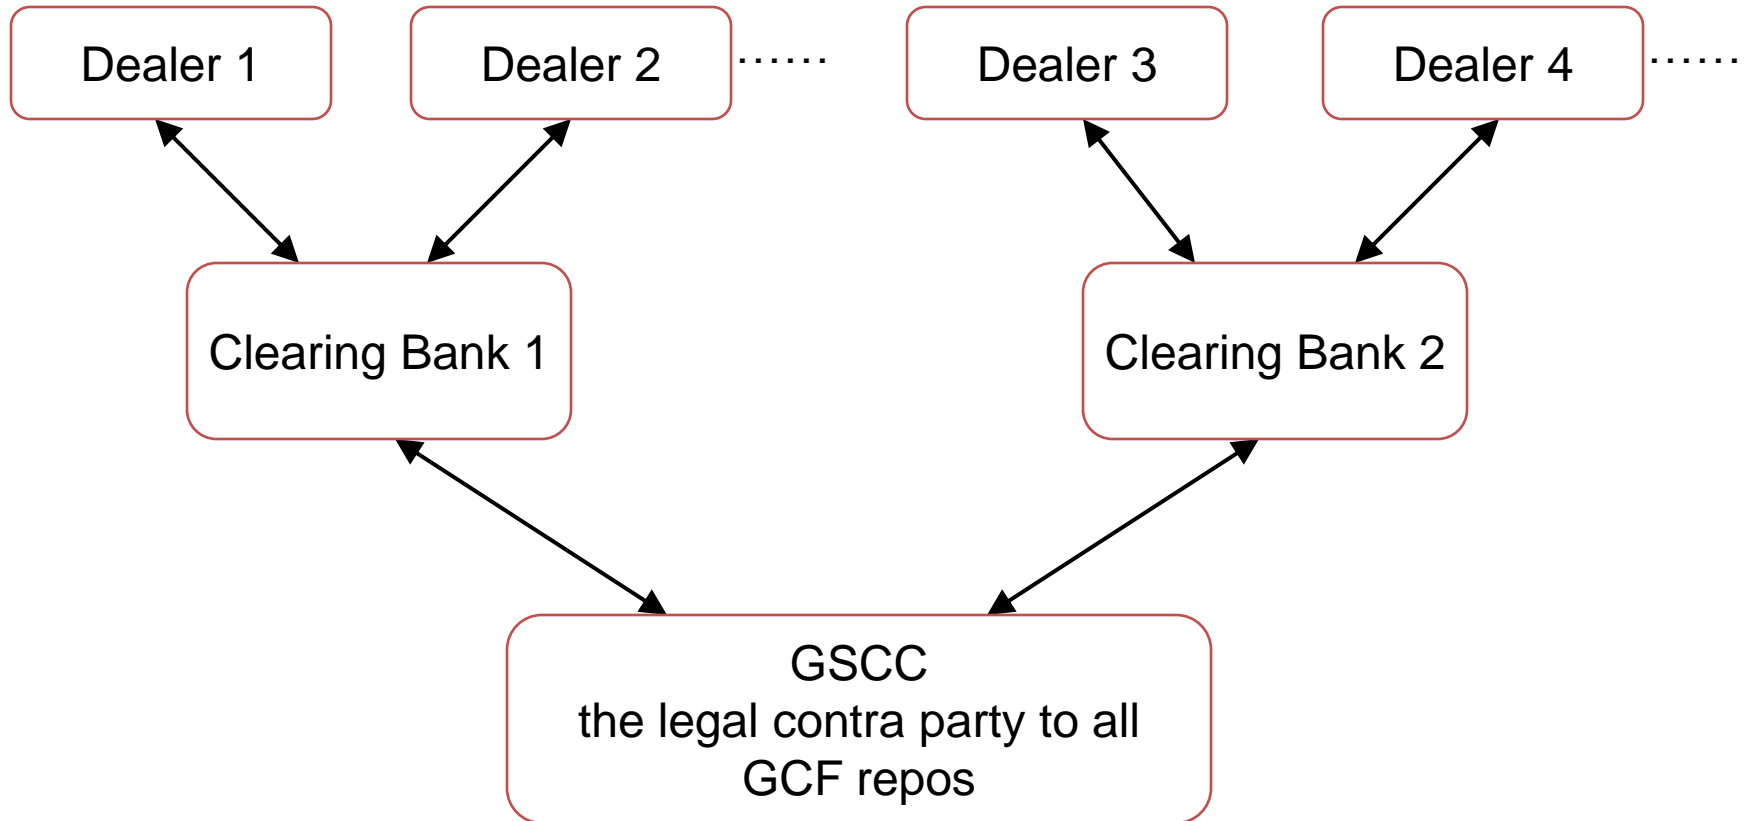 Dealer 1
Dealer 2
......
Dealer 3
Dealer 4
......
Clearing Bank 1
Clearing Bank 2
GSCC
the legal contra party to all
GCF repos